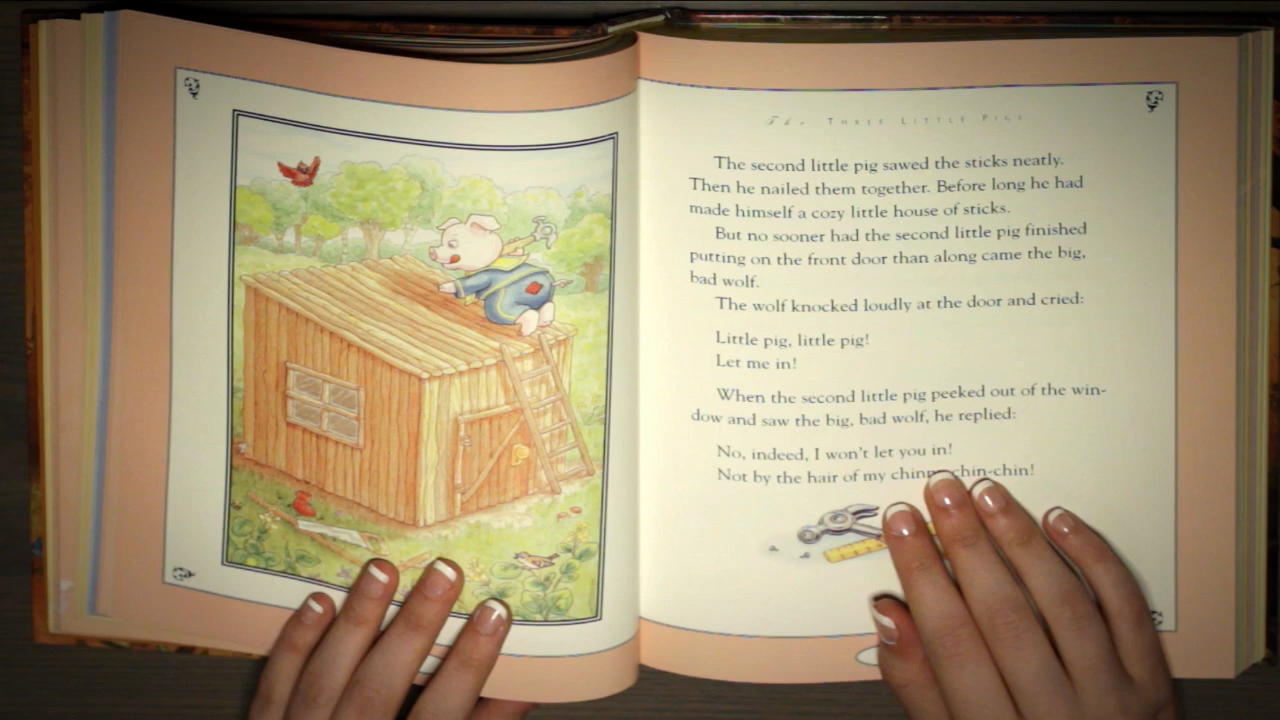 The Three Little Pigs
The second little pig sawed the sticks neatly.
Then he nailed them together. Before long he had
made himself a cozy little house of sticks.
But no sooner had the second little pig finished
putting on the front door than along came the big,
bad wolf.
The wolf knocked loudly at the door and cried:
Little pig, little pig!
Let me in!
When the second little pig peeked out of the win-
dow and saw the big, bad wolf, he replied:
No, indeed, I won't let you in!
Not by the hair of my chinny-chin-chin!